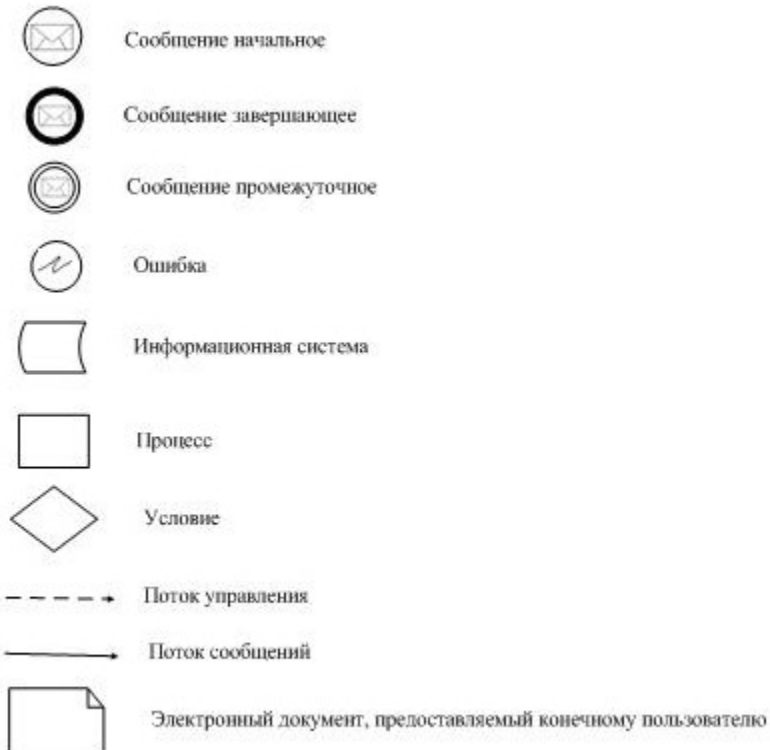 Сообщение начальное
Сообщение завершающее
Сообщение промежуточное
Ошибка
Информационная система
Процесс
Условие
Поток управления
Поток сообщений
Электронный документ, предоставляемый конечному пользователю